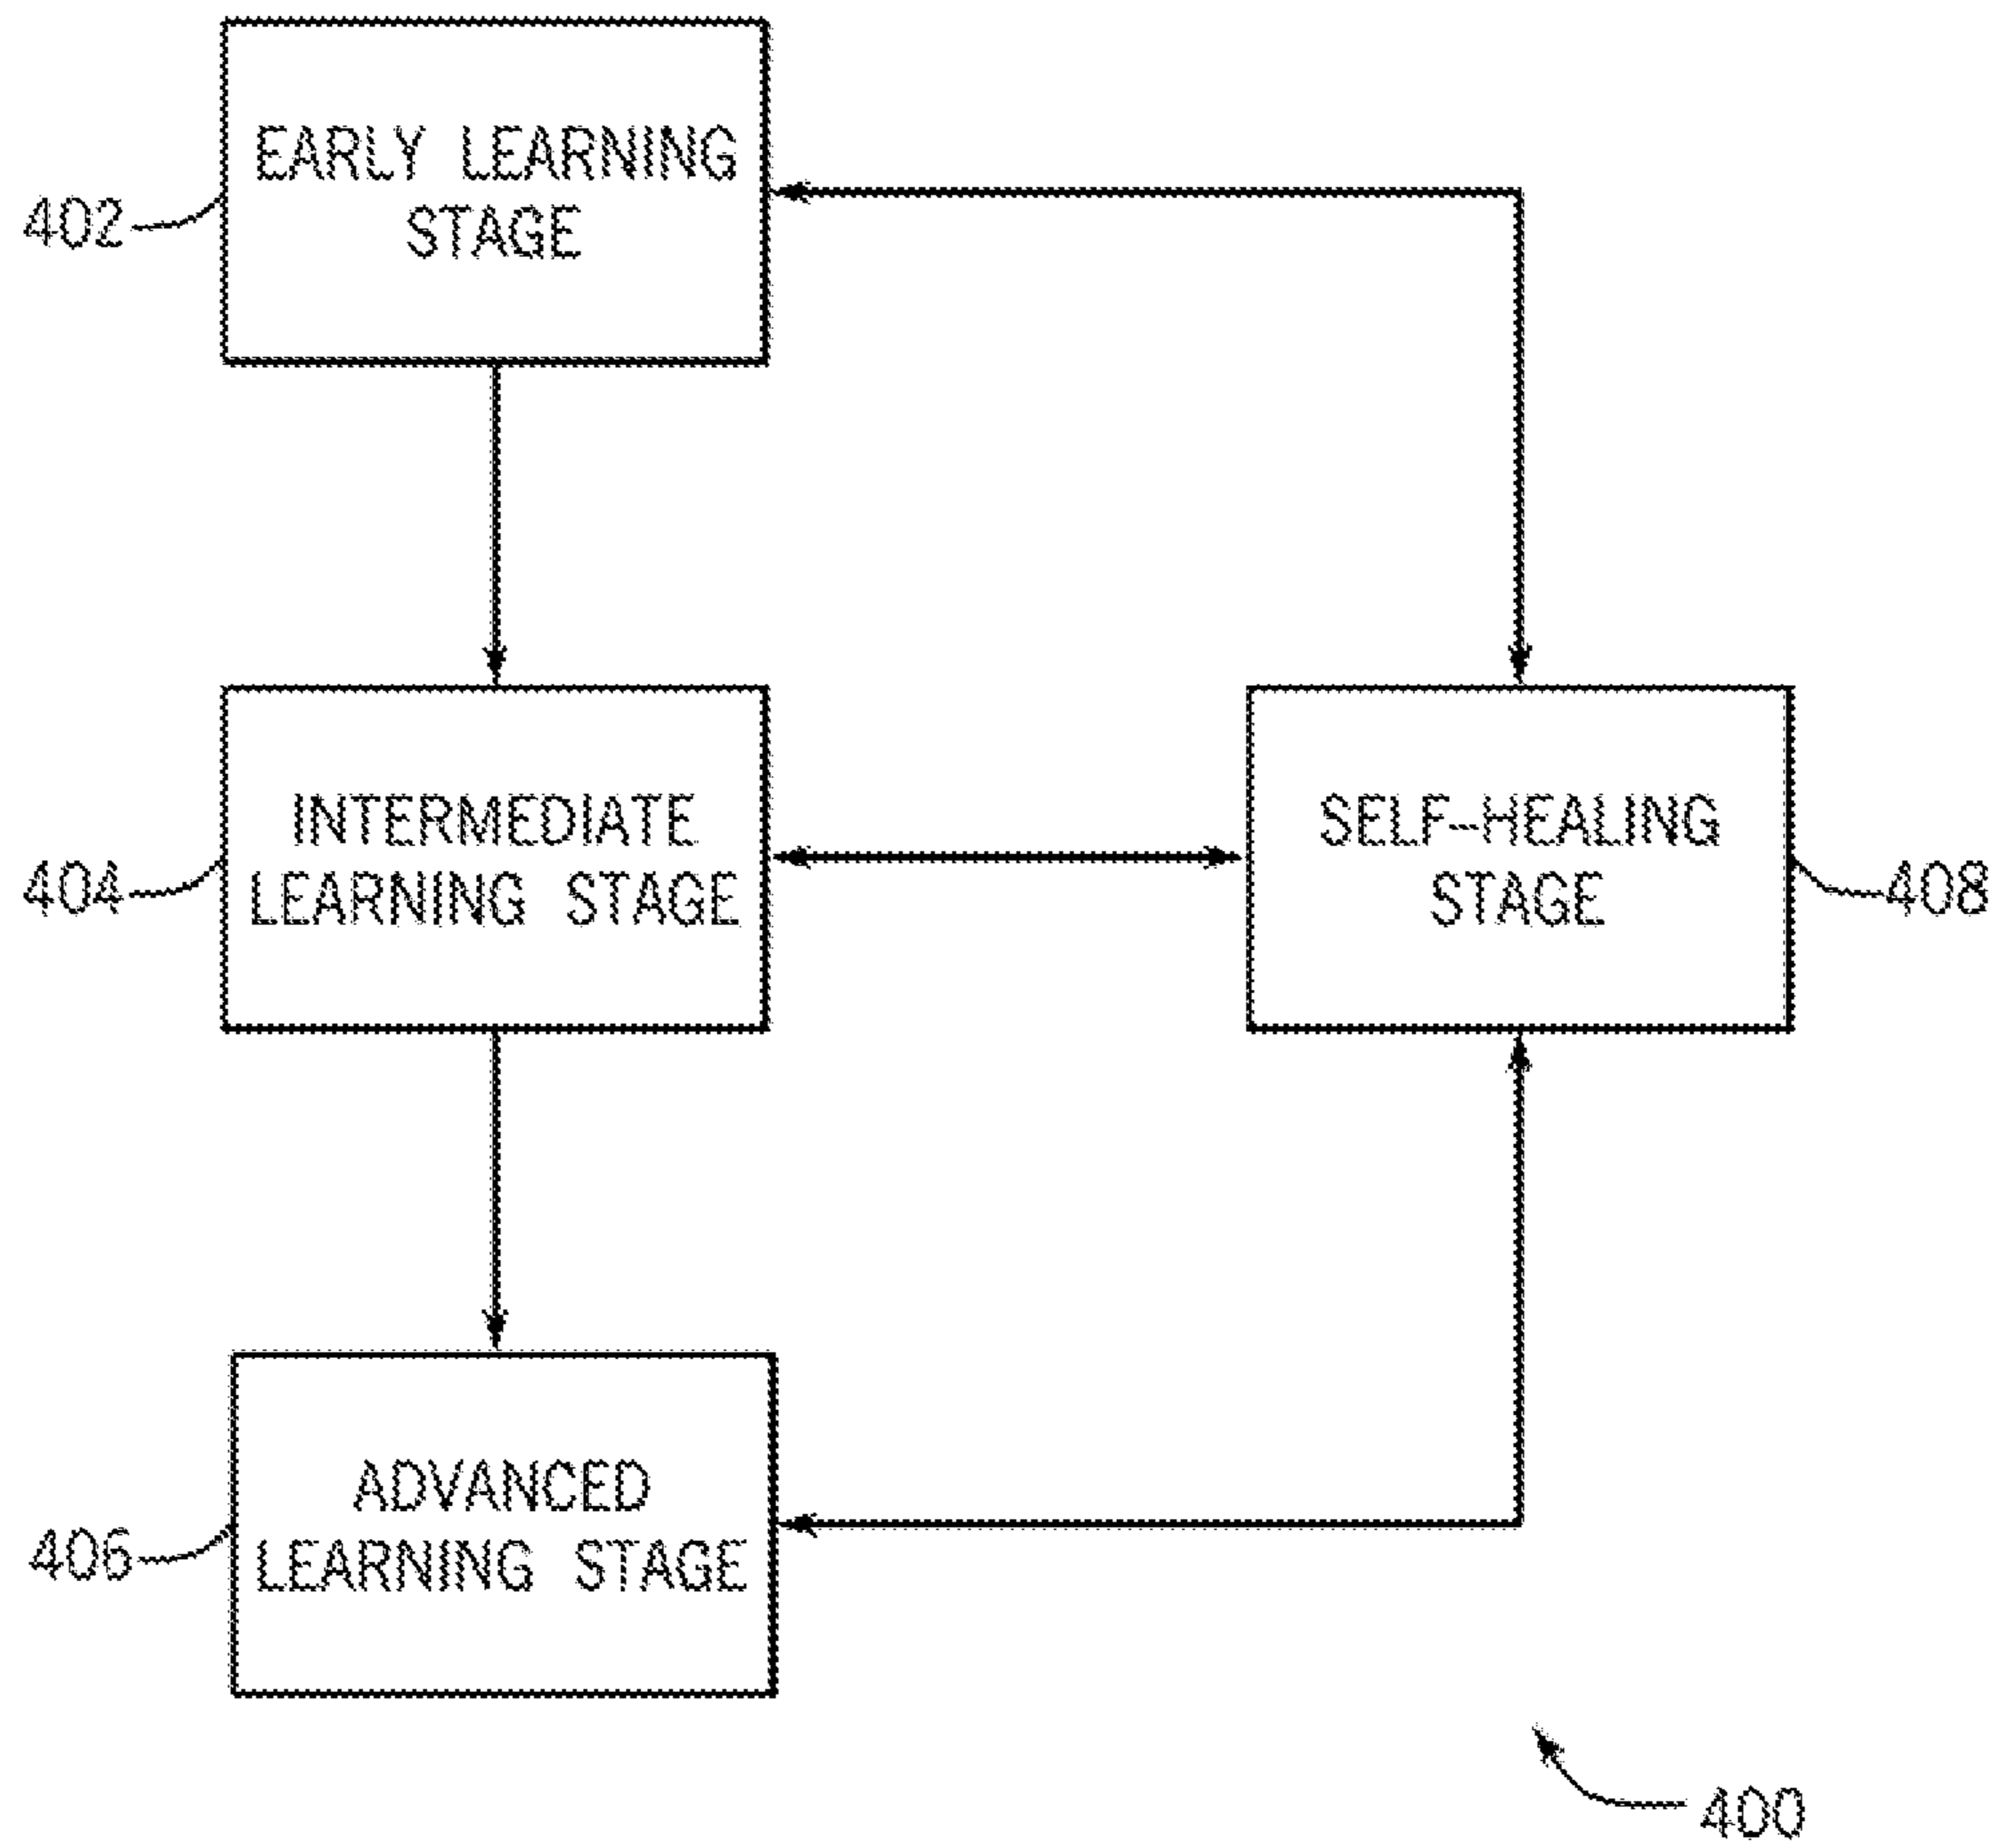 EARLY LEARNING
STAGE
402
INTERMEDIATE
LEARNING STAGE
404
SELF-HEALING
STAGE
408
ADVANCED
LEARNING STAGE
406
400